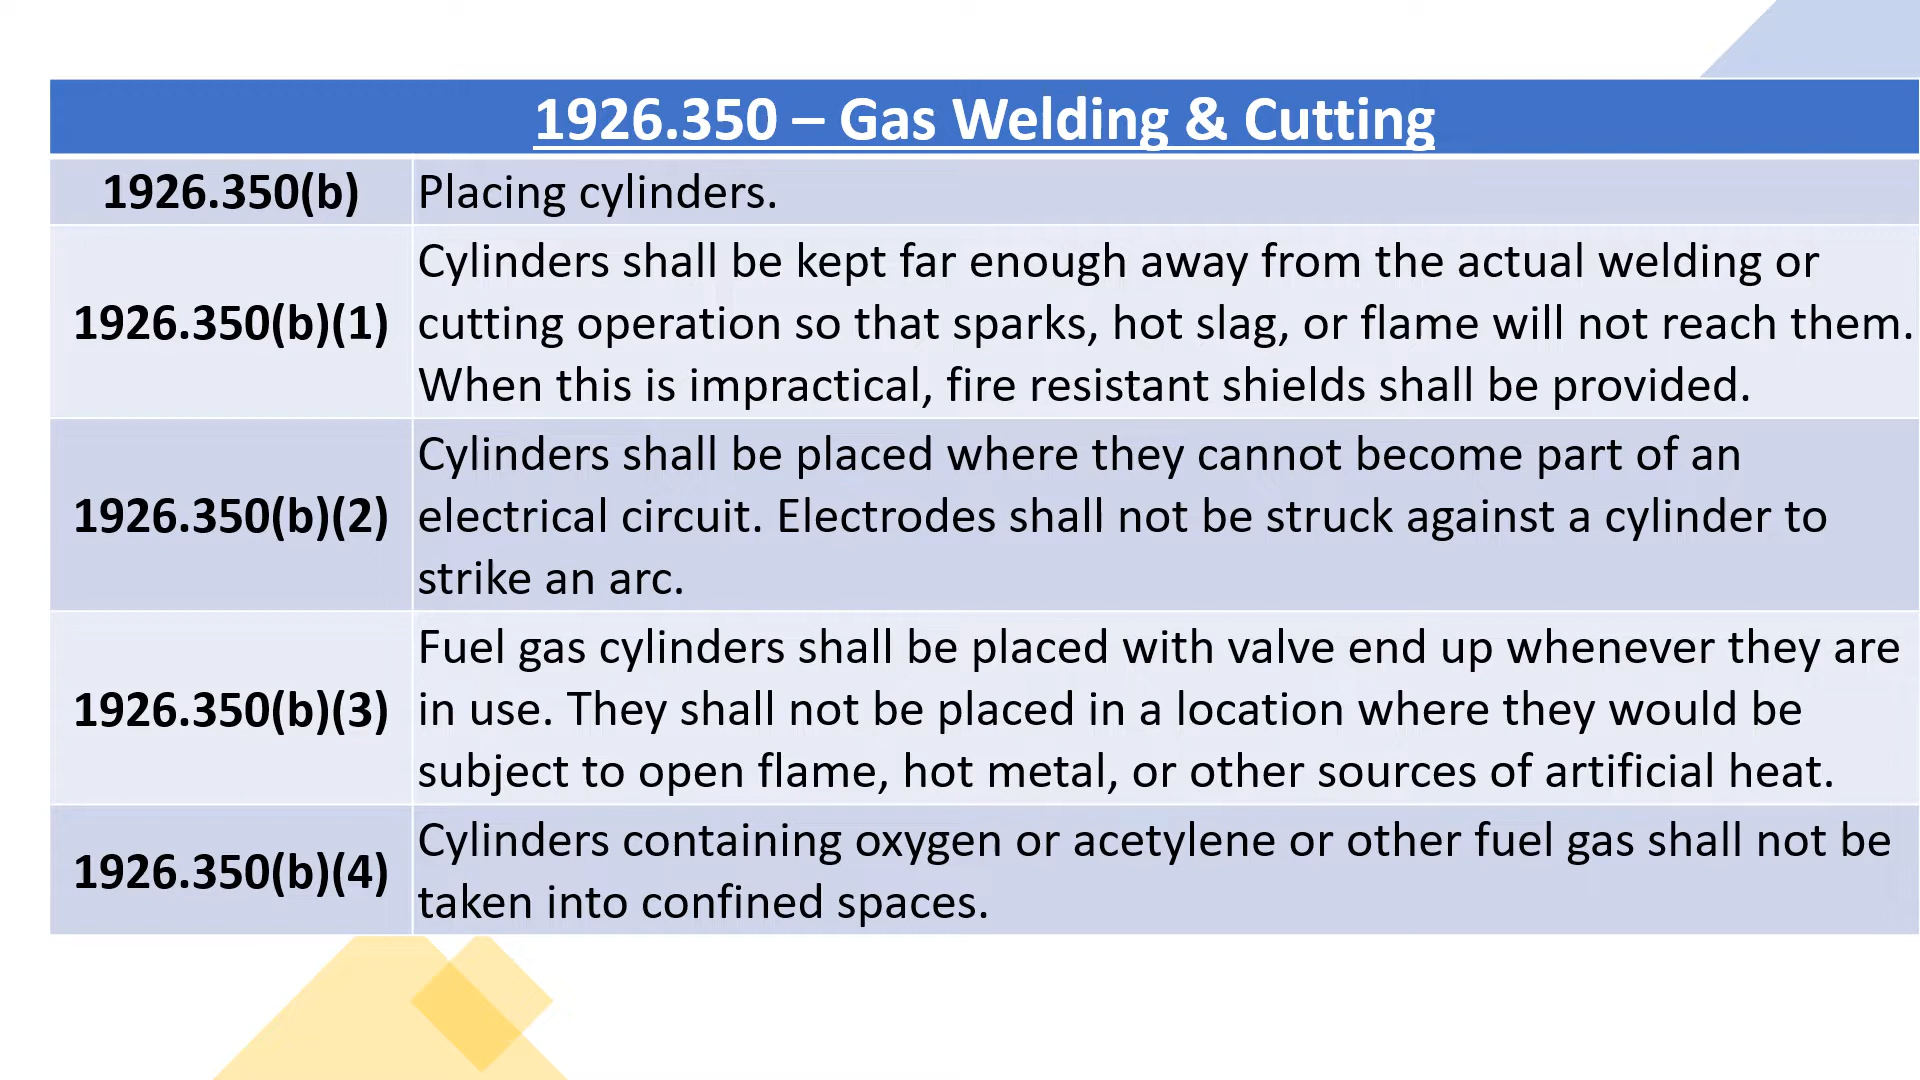 1926.350 – Gas Welding & Cutting
1926.350(b)
Placing cylinders.
1926.350(b)(1)
Cylinders shall be kept far enough away from the actual welding or
cutting operation so that sparks, hot slag, or flame will not reach them.
When this is impractical, fire resistant shields shall be provided.
1926.350(b)(2)
Cylinders shall be placed where they cannot become part of an
electrical circuit. Electrodes shall not be struck against a cylinder to
strike an arc.
1926.350(b)(3)
Fuel gas cylinders shall be placed with valve end up whenever they are
in use. They shall not be placed in a location where they would be
subject to open flame, hot metal, or other sources of artificial heat.
1926.350(b)(4)
Cylinders containing oxygen or acetylene or other fuel gas shall not be
taken into confined spaces.